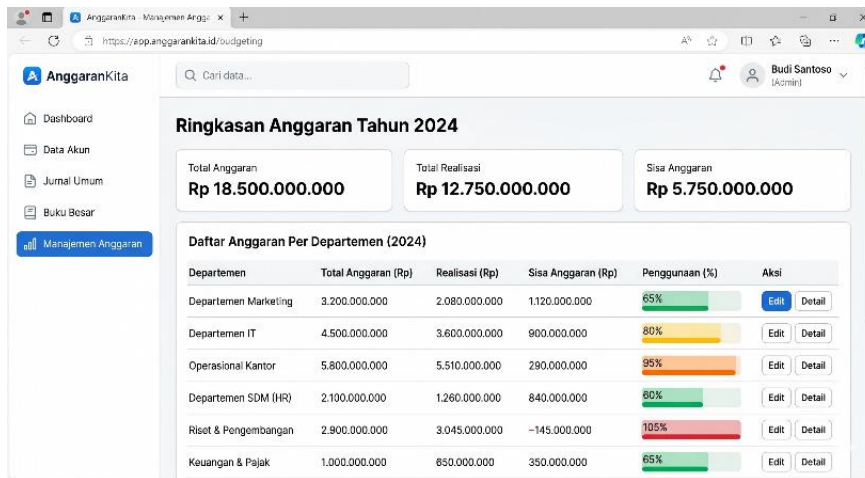 AnggaranKita - Manajemen Angga
https://app.anggarankita.id/budgeting
AnggaranKita
Cari data...
Budi Santoso
(Admin)
Dashboard
Data Akun
Jurnal Umum
Buku Besar
Manajemen Anggaran
Ringkasan Anggaran Tahun 2024
Total Anggaran
Rp 18.500.000.000
Total Realisasi
Rp 12.750.000.000
Sisa Anggaran
Rp 5.750.000.000
Daftar Anggaran Per Departemen (2024)
Departemen Total Anggaran (Rp) Realisasi (Rp) Sisa Anggaran (Rp) Penggunaan (%) Aksi
Departemen Marketing 3.200.000.000 2.080.000.000 1.120.000.000 65% Edit Detail
Departemen IT 4.500.000.000 3.600.000.000 900.000.000 80% Edit Detail
Operasional Kantor 5.800.000.000 5.510.000.000 290.000.000 95% Edit Detail
Departemen SDM (HR) 2.100.000.000 1.260.000.000 840.000.000 60% Edit Detail
Riset & Pengembangan 2.900.000.000 3.045.000.000 −145.000.000 105% Edit Detail
Keuangan & Pajak 1.000.000.000 650.000.000 350.000.000 65% Edit Detail